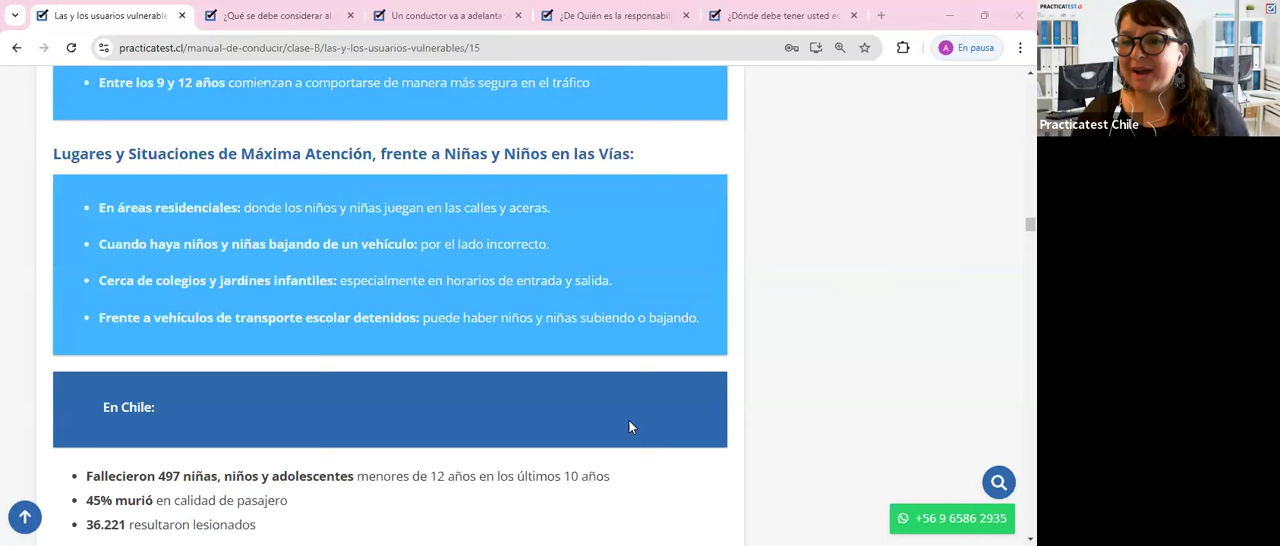 Las y los usuarios vulnerable
¿Qué se debe considerar al
Un conductor va a adelanta
¿De Quién es la responsabil
¿Dónde debe tener usted e
practicatest.cl/manual-de-conducir/clase-B/las-y-los-usuarios-vulnerables/15
A En pausa
PRACTICATEST.cl
Practicatest Chile
• Entre los 9 y 12 años comienzan a comportarse de manera más segura en el tráfico
Lugares y Situaciones de Máxima Atención, frente a Niñas y Niños en las Vías:
• En áreas residenciales: donde los niños y niñas juegan en las calles y aceras.
• Cuando haya niños y niñas bajando de un vehículo: por el lado incorrecto.
• Cerca de colegios y jardines infantiles: especialmente en horarios de entrada y salida.
• Frente a vehículos de transporte escolar detenidos: puede haber niños y niñas subiendo o bajando.
En Chile:
• Fallecieron 497 niñas, niños y adolescentes menores de 12 años en los últimos 10 años
• 45% murió en calidad de pasajero
• 36.221 resultaron lesionados
+56 9 6586 2935